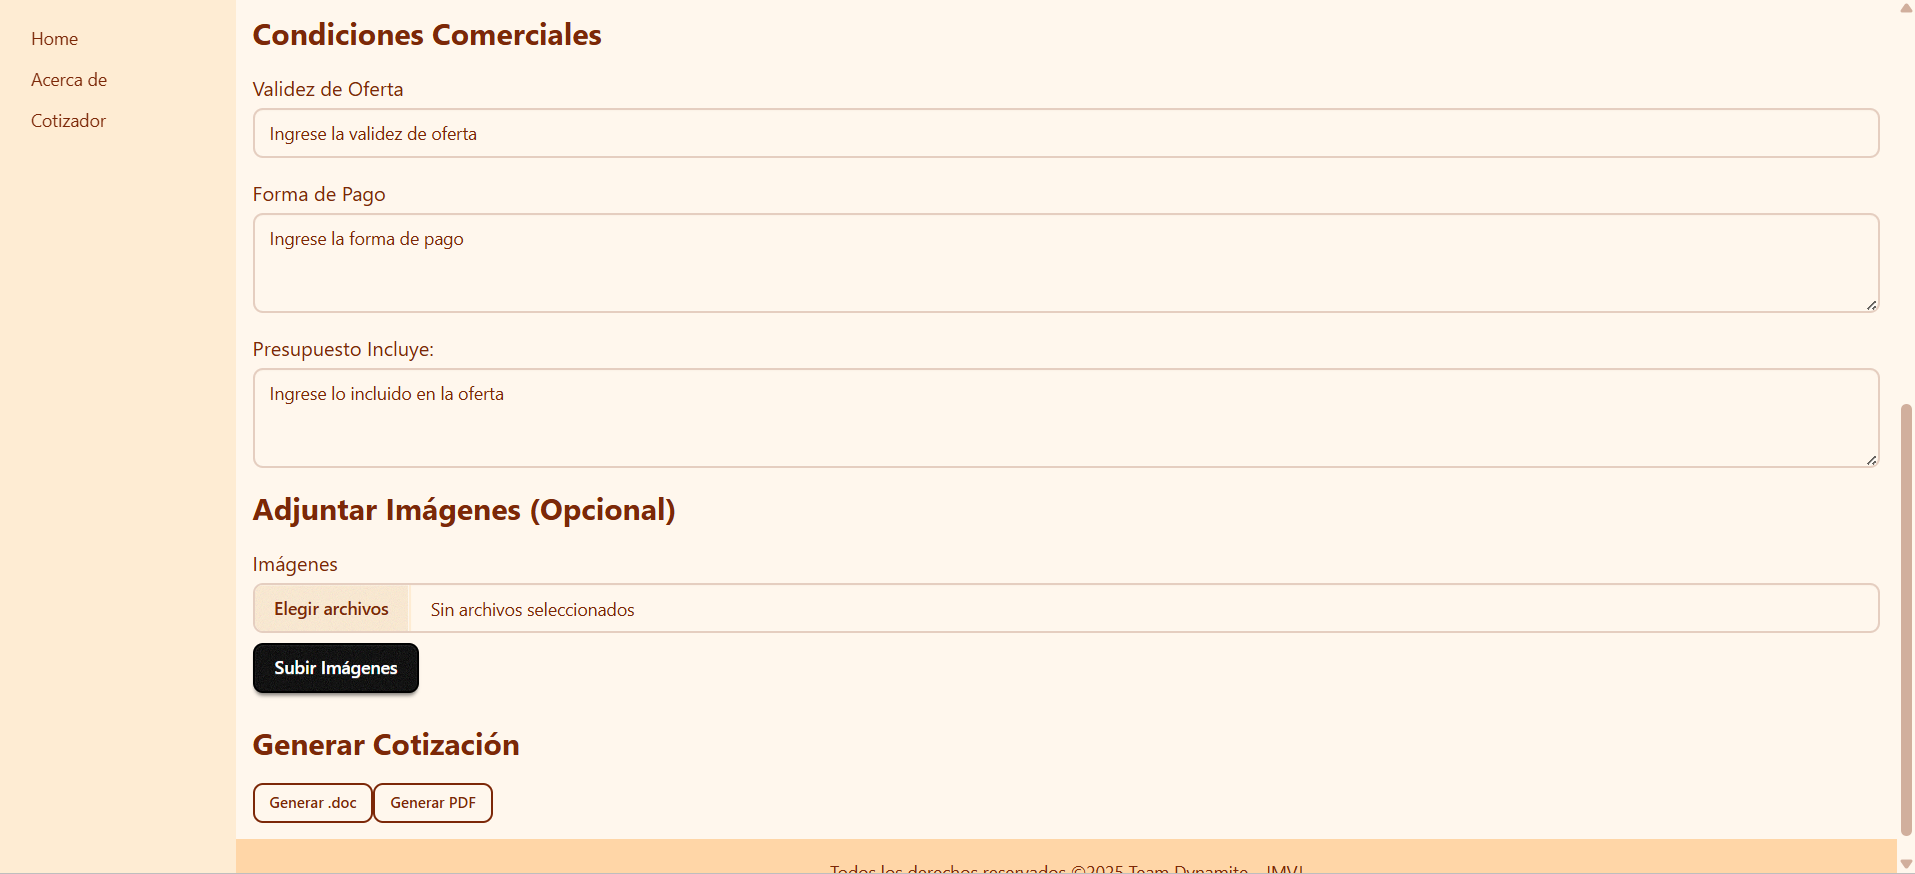 Home
Acerca de
Cotizador
Condiciones Comerciales
Validez de Oferta
Ingrese la validez de oferta
Forma de Pago
Ingrese la forma de pago
Presupuesto Incluye:
Ingrese lo incluido en la oferta
Adjuntar Imágenes (Opcional)
Imágenes
Elegir archivos Sin archivos seleccionados
Subir Imágenes
Generar Cotización
Generar .doc Generar PDF
Todos los derechos reservados ©2025 Team Dynamite -